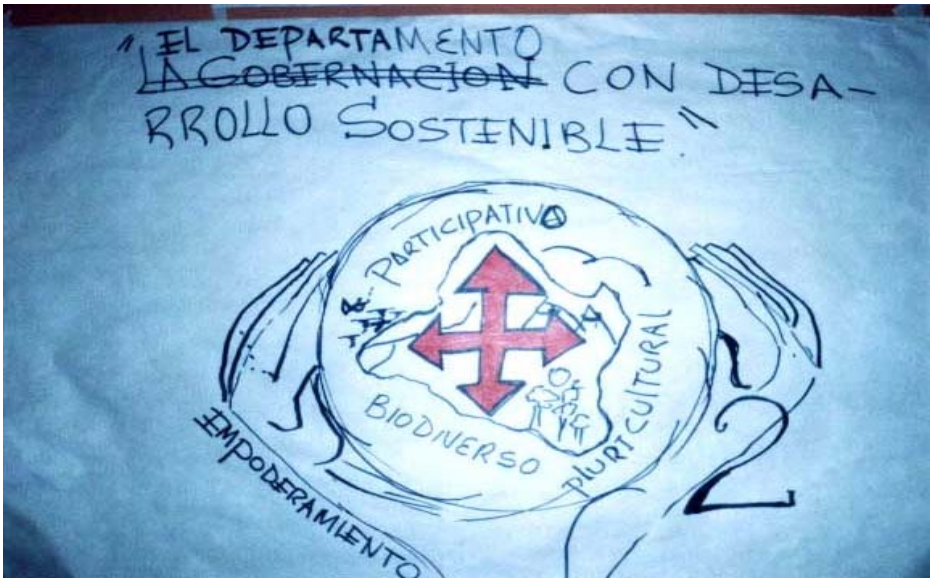 "EL DEPARTAMENTO
LA GOBERNACION CON DESA-
RROLLO SOSTENIBLE."
PARTICIPATIVO
BIODIVERSO
PLURICULTURAL
EMPODERAMIENTO
2